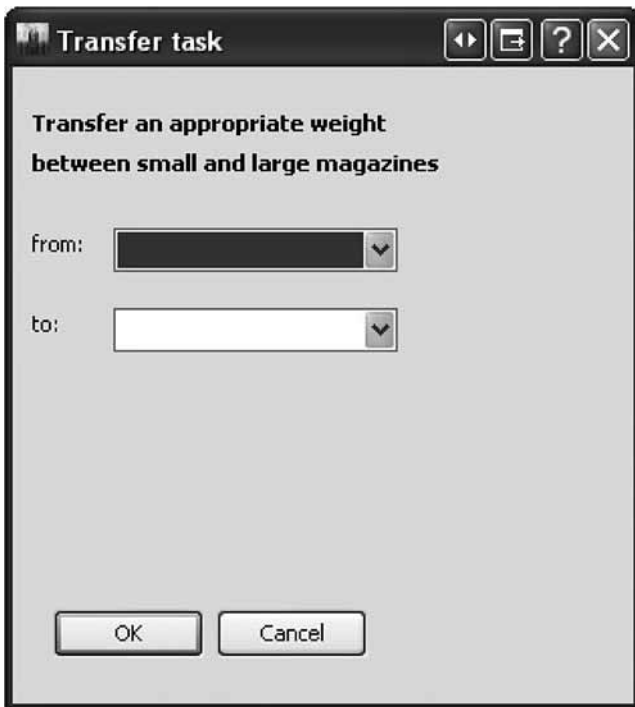 Transfer task
Transfer an appropriate weight
between small and large magazines
from:
to:
OK Cancel